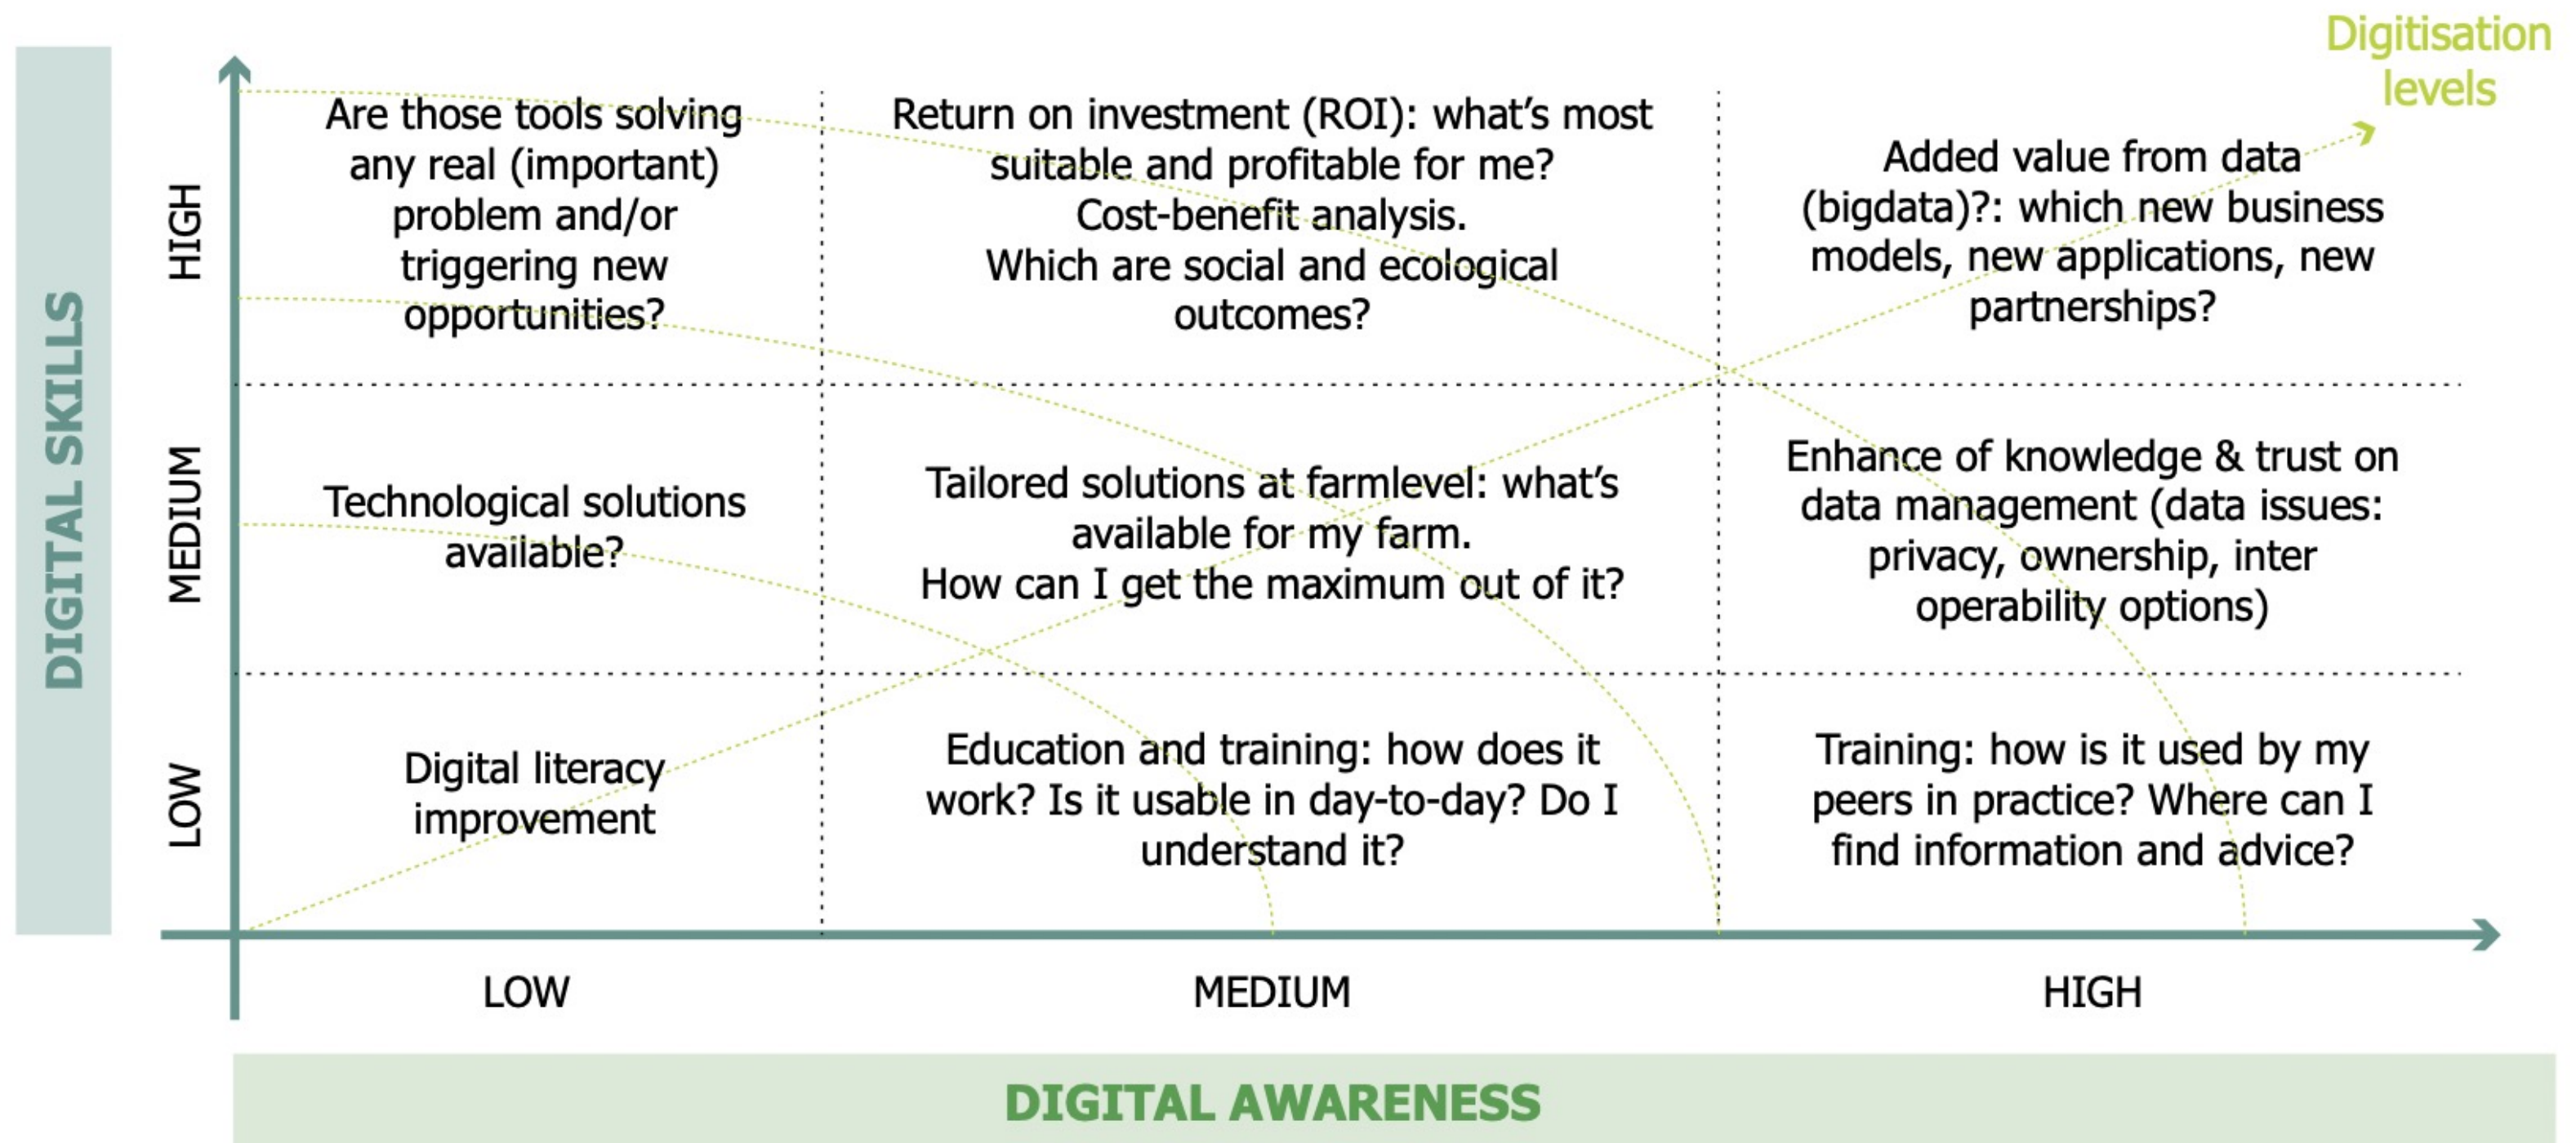 Digitisation
levels
DIGITAL SKILLS
HIGH
Are those tools solving
any real (important)
problem and/or
triggering new
opportunities?
Return on investment (ROI): what's most
suitable and profitable for me?
Cost-benefit analysis.
Which are social and ecological
outcomes?
Added value from data
(bigdata)?: which new business
models, new applications, new
partnerships?
MEDIUM
Technological solutions
available?
Tailored solutions at farmlevel: what's
available for my farm.
How can I get the maximum out of it?
Enhance of knowledge & trust on
data management (data issues:
privacy, ownership, inter
operability options)
LOW
Digital literacy
improvement
Education and training: how does it
work? Is it usable in day-to-day? Do I
understand it?
Training: how is it used by my
peers in practice? Where can I
find information and advice?
LOW
MEDIUM
HIGH
DIGITAL AWARENESS